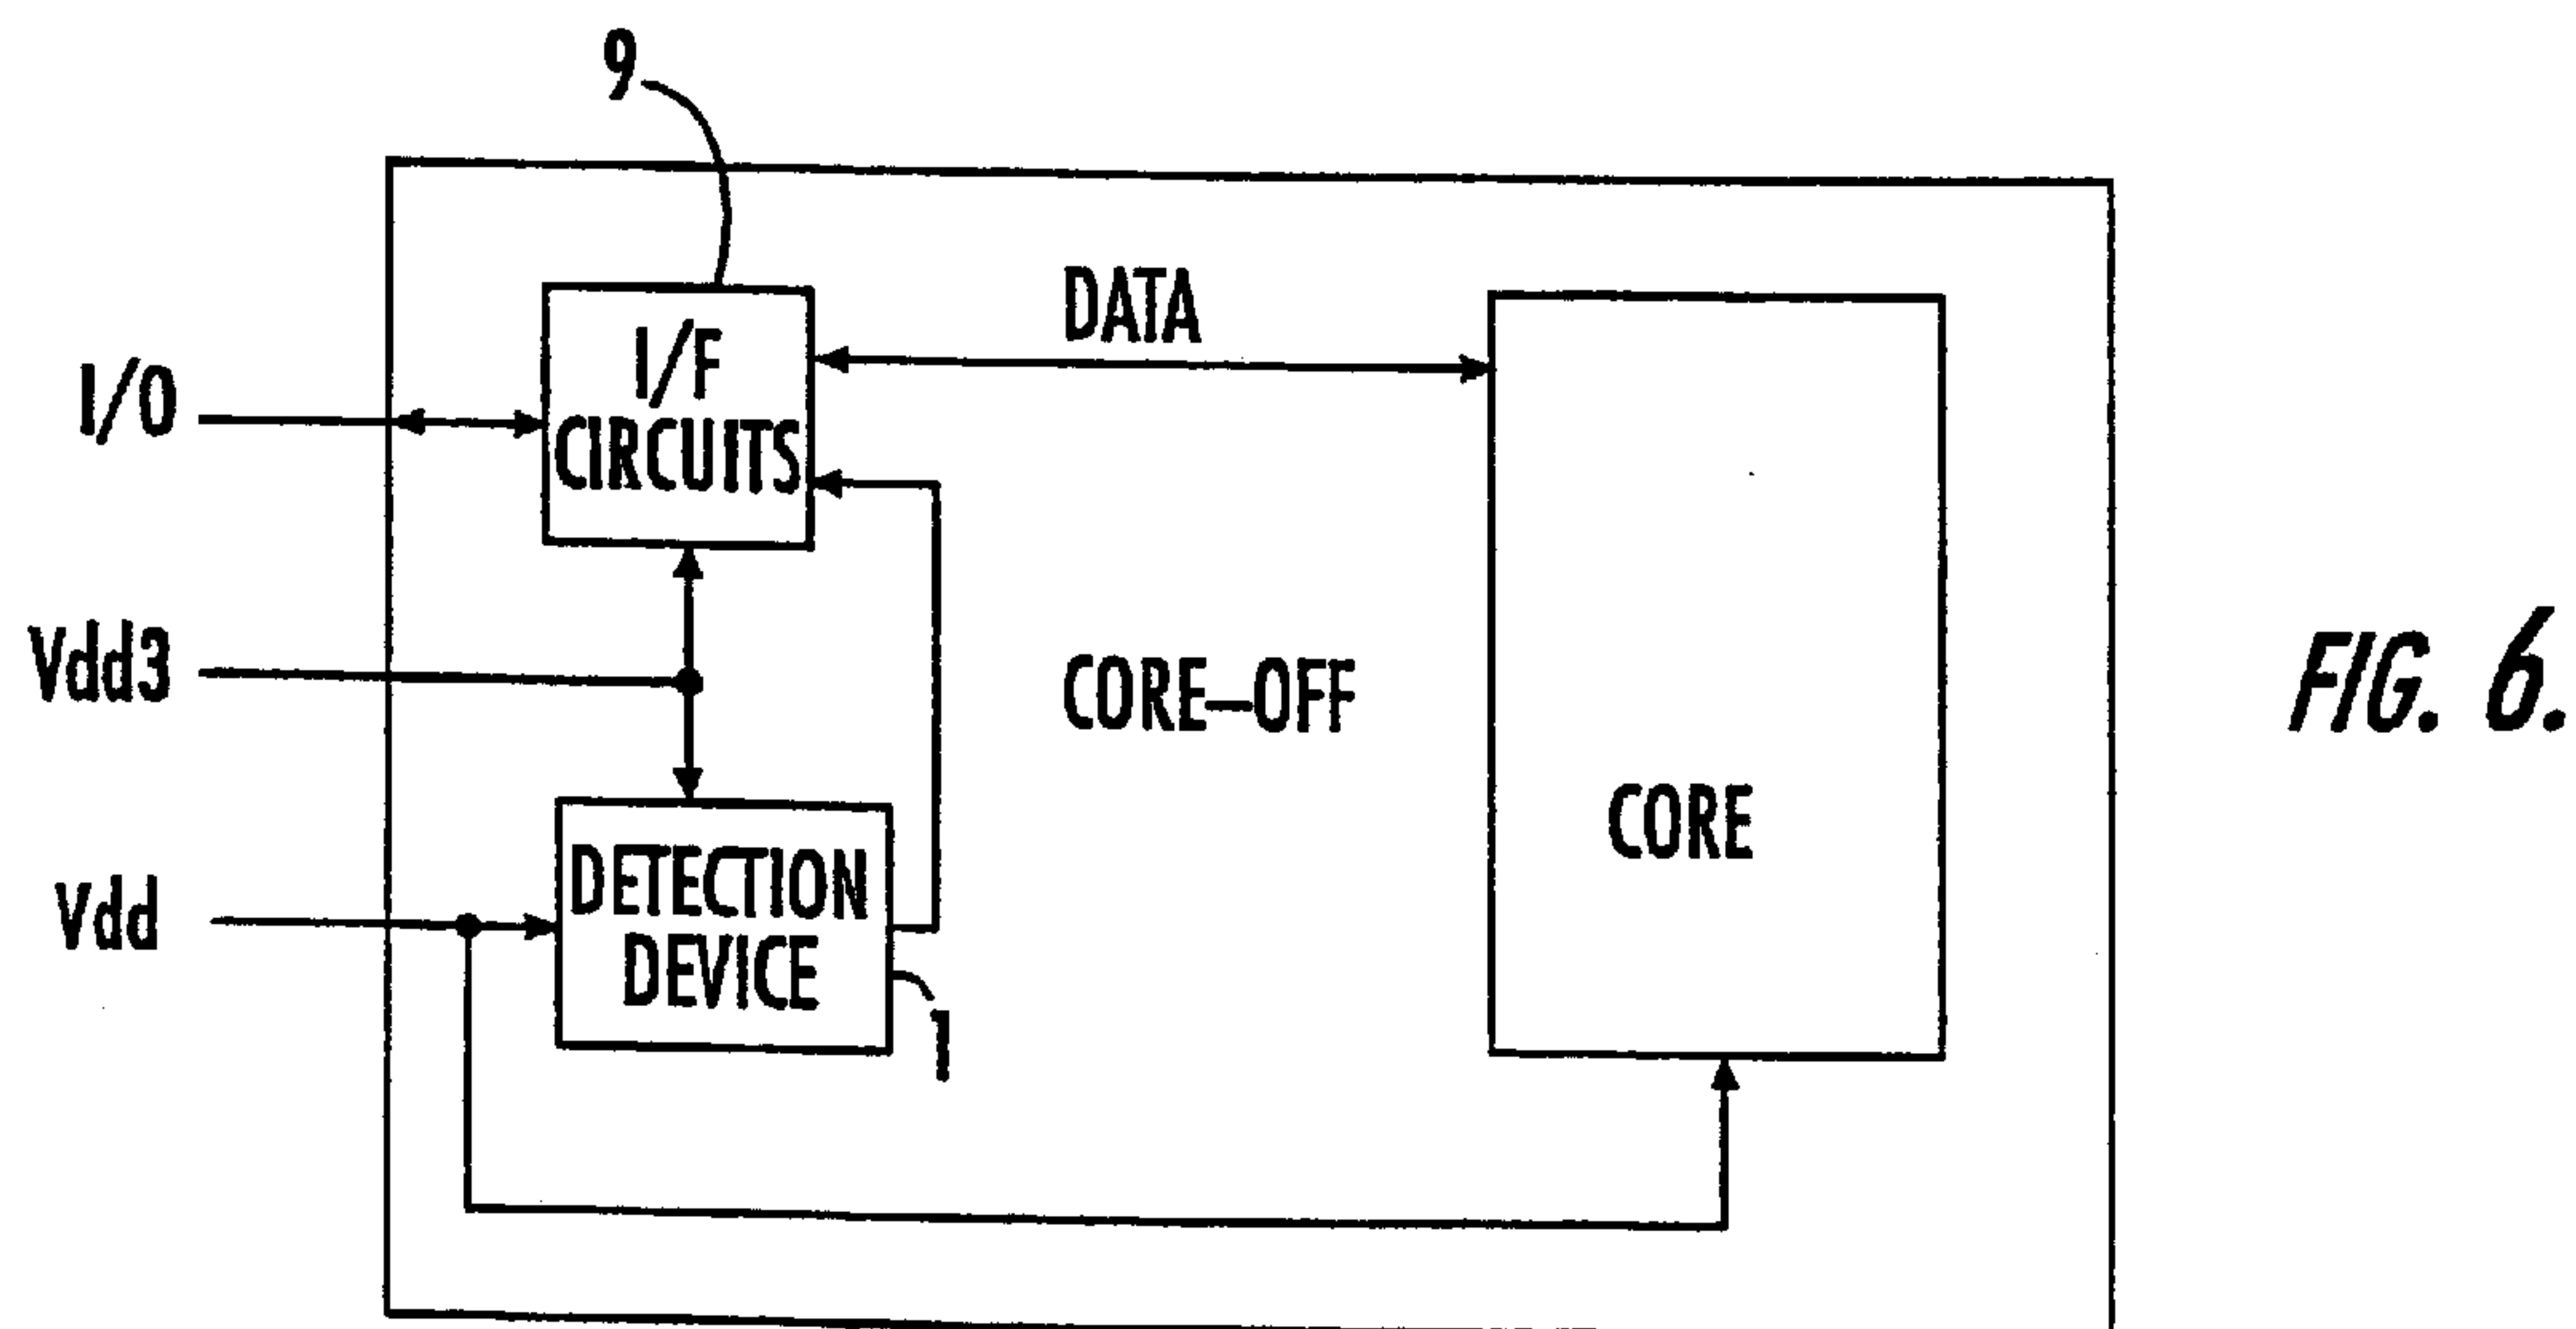 9
DATA
I/F
CIRCUITS
I/O
Vdd3
CORE-OFF
FIG. 6.
CORE
Vdd
DETECTION
DEVICE
1